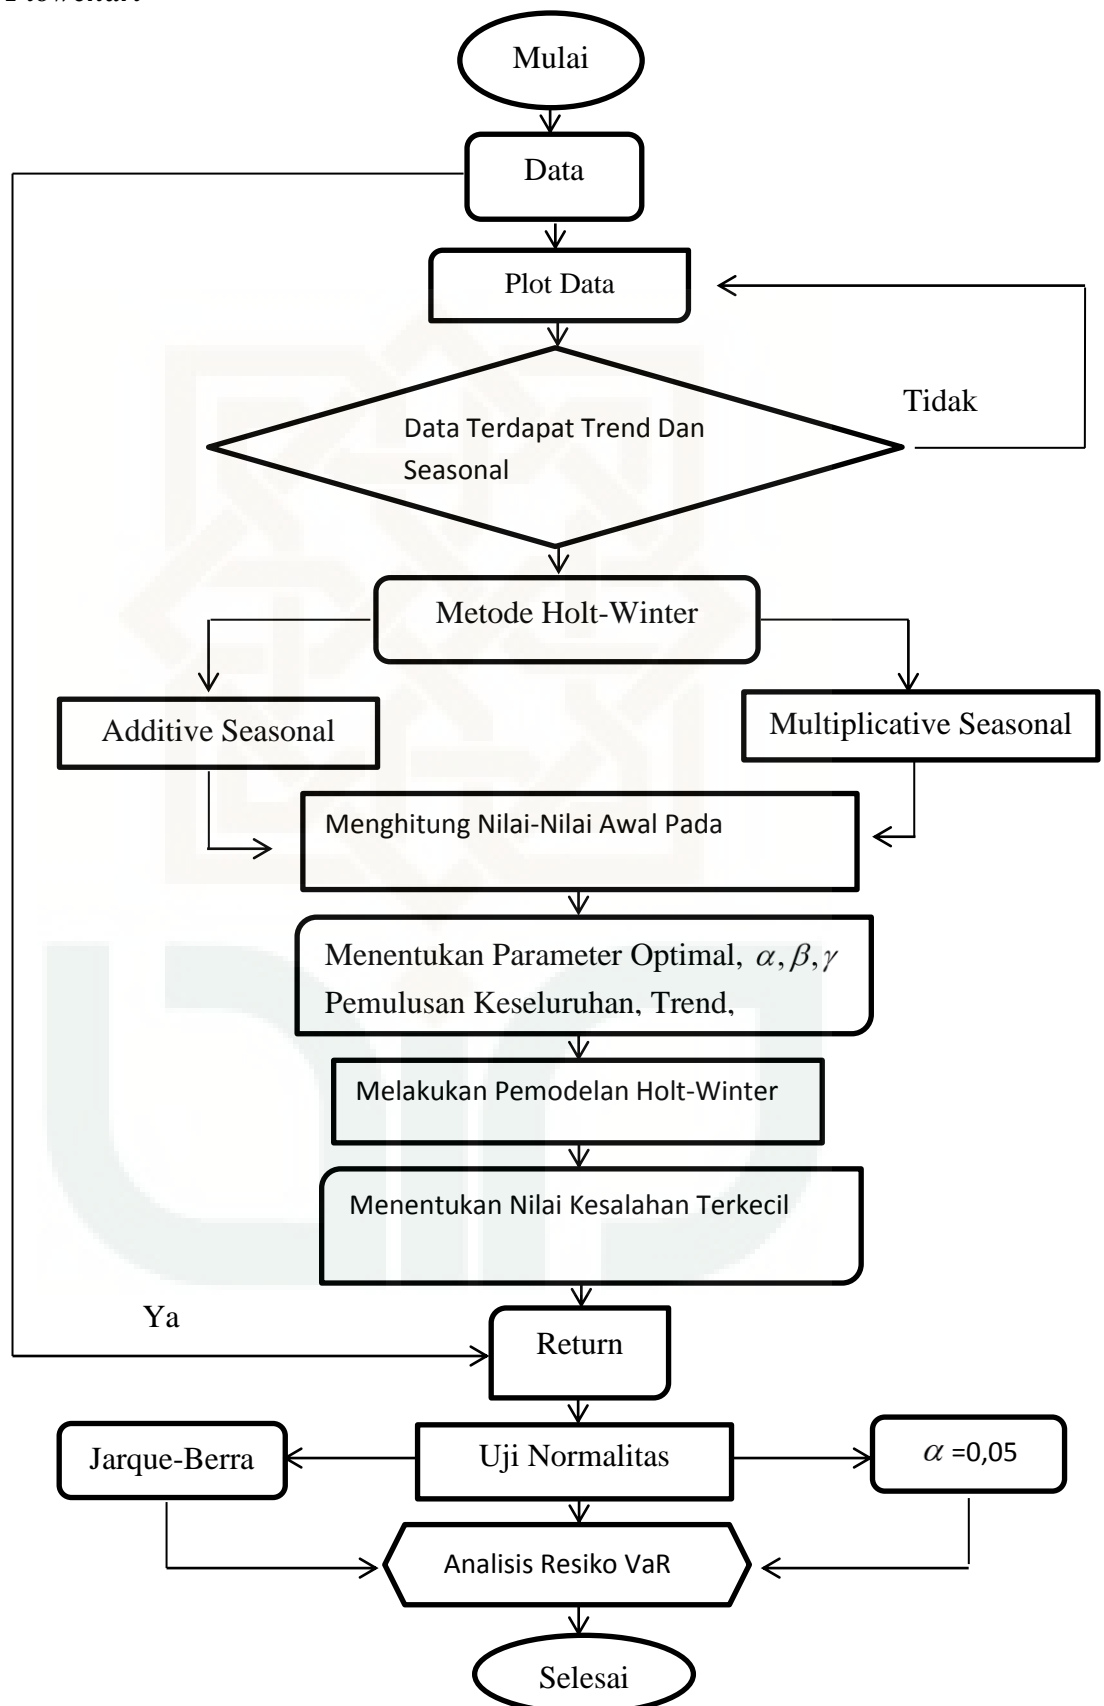 Flowchart
Mulai
Data
Plot Data
Tidak
Data Terdapat Trend Dan
Seasonal
Metode Holt-Winter
Additive Seasonal
Multiplicative Seasonal
Menghitung Nilai-Nilai Awal Pada
Menentukan Parameter Optimal, α, β, γ
Pemulusan Keseluruhan, Trend,
Melakukan Pemodelan Holt-Winter
Menentukan Nilai Kesalahan Terkecil
Ya
Return
Jarque-Berra
Uji Normalitas
α =0,05
Analisis Resiko VaR
Selesai